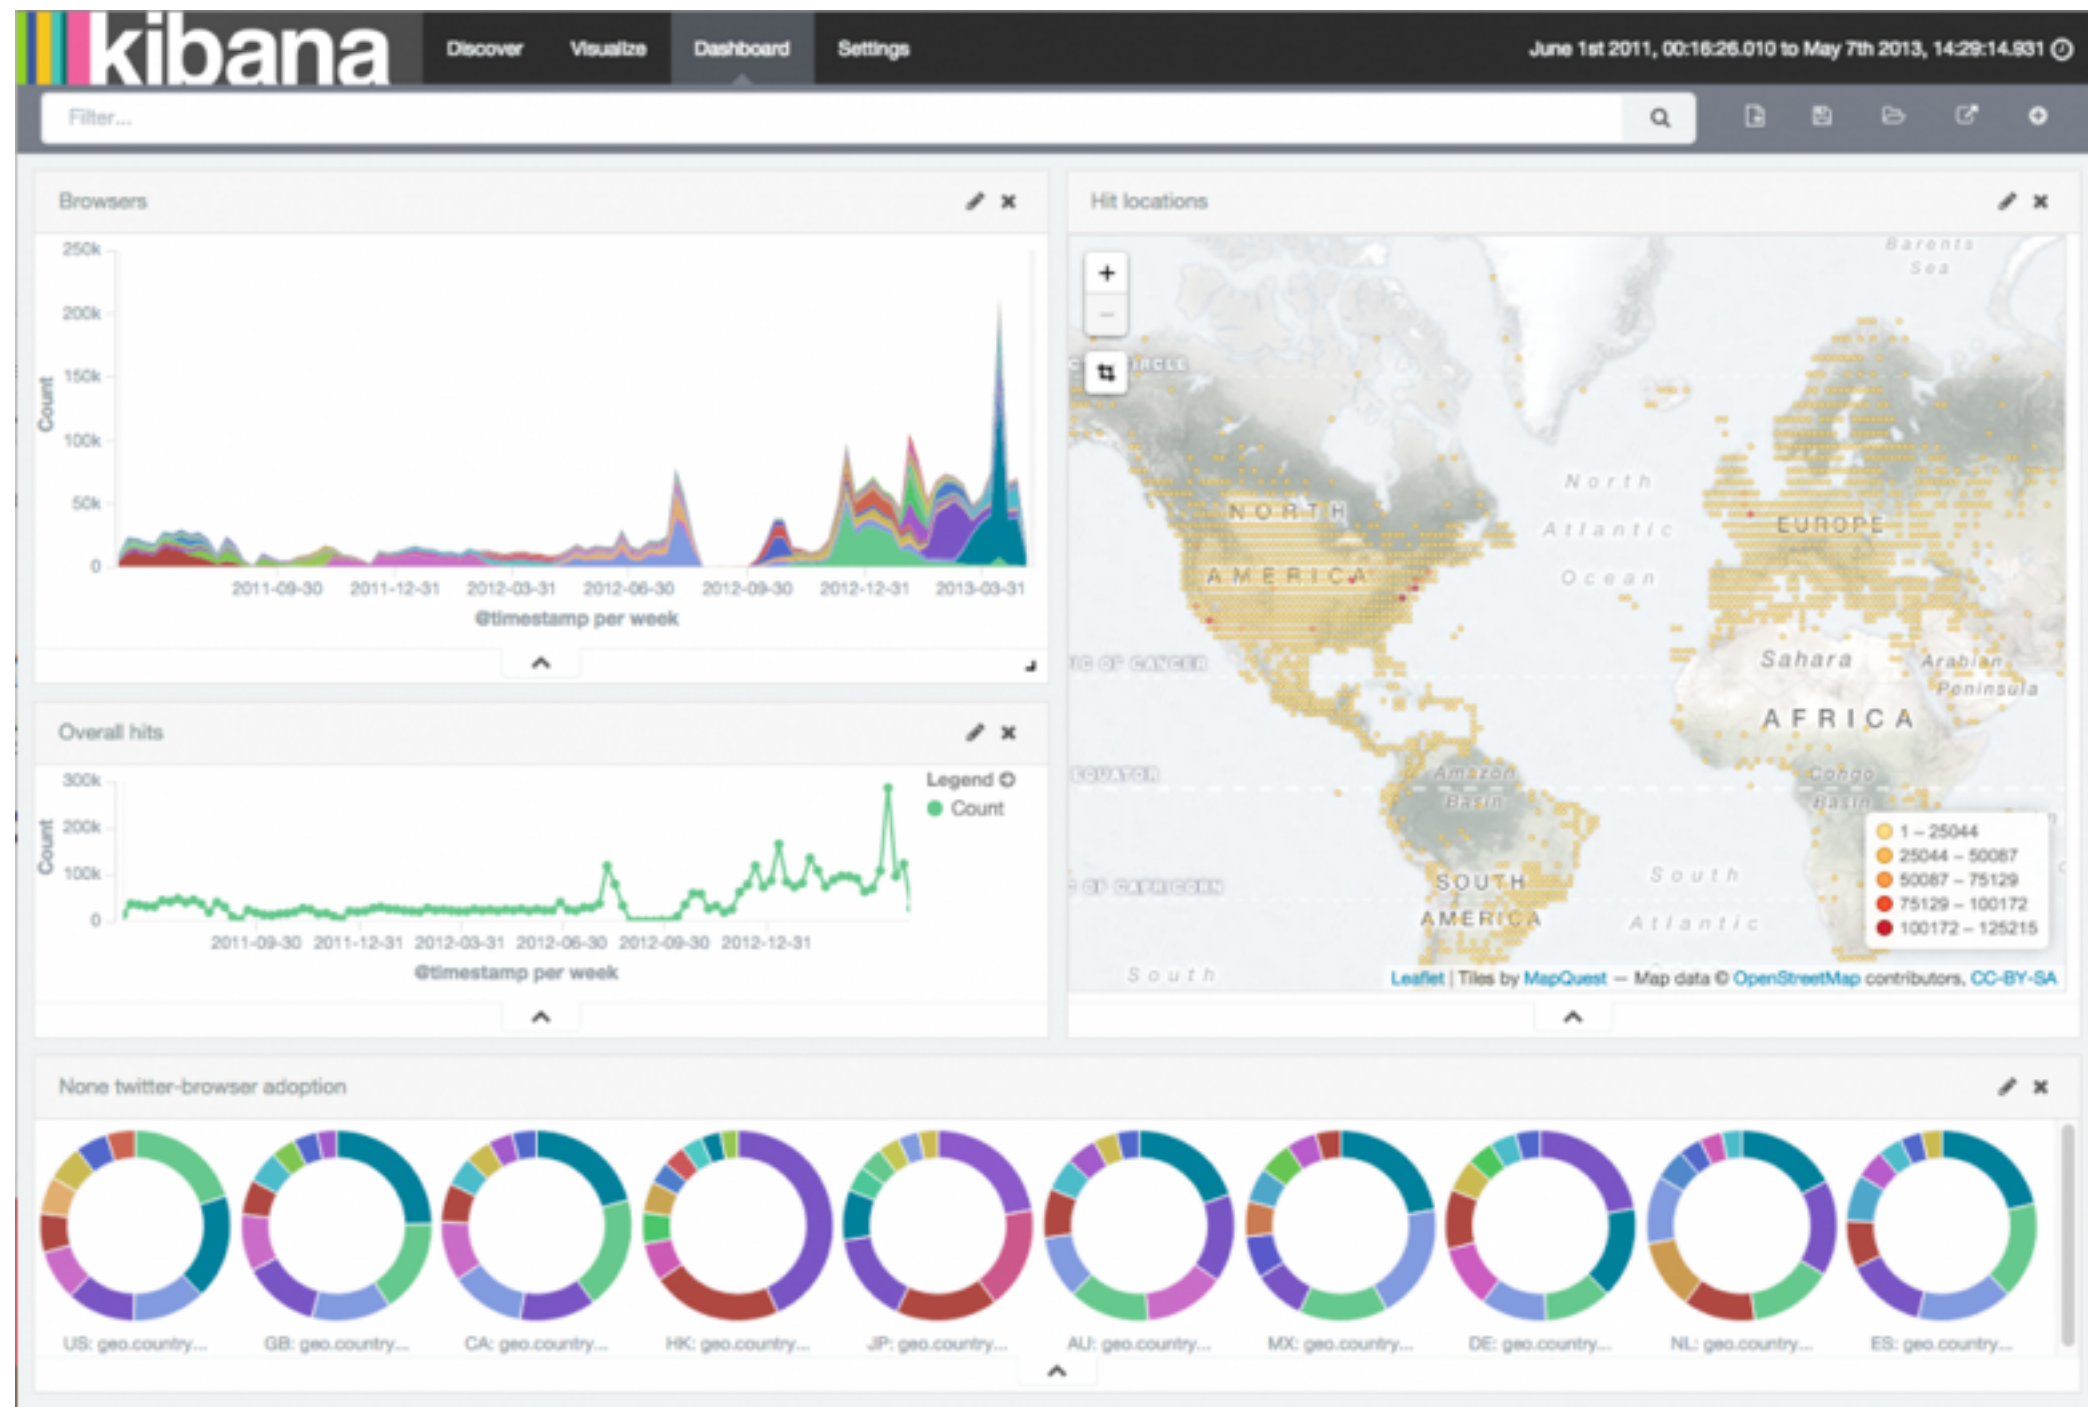 kibana
Discover Visualize Dashboard Settings
June 1st 2011, 00:16:26.010 to May 7th 2013, 14:29:14.931
Filter...
Browsers
250k
200k
150k
100k
50k
0
Count
2011-09-30 2011-12-31 2012-03-31 2012-06-30 2012-09-30 2012-12-31 2013-03-31
@timestamp per week
Overall hits
300k
200k
100k
0
Count
Legend
Count
2011-09-30 2011-12-31 2012-03-31 2012-06-30 2012-09-30 2012-12-31
@timestamp per week
Hit locations
+
−
Barents
Sea
North
Atlantic
Ocean
NORTH
AMERICA
EUROPE
IC OF CANCER
Sahara
Arabian
Peninsula
AFRICA
EQUATOR
Amazon
Basin
Congo
Basin
OF CAPRICORN
SOUTH
AMERICA
South
Atlantic
South
1 – 25044
25044 – 50087
50087 – 75129
75129 – 100172
100172 – 125215
Leaflet | Tiles by MapQuest — Map data © OpenStreetMap contributors, CC-BY-SA
None twitter-browser adoption
US: geo.country...
GB: geo.country...
CA: geo.country...
HK: geo.country...
JP: geo.country...
AU: geo.country...
MX: geo.country...
DE: geo.country...
NL: geo.country...
ES: geo.country...